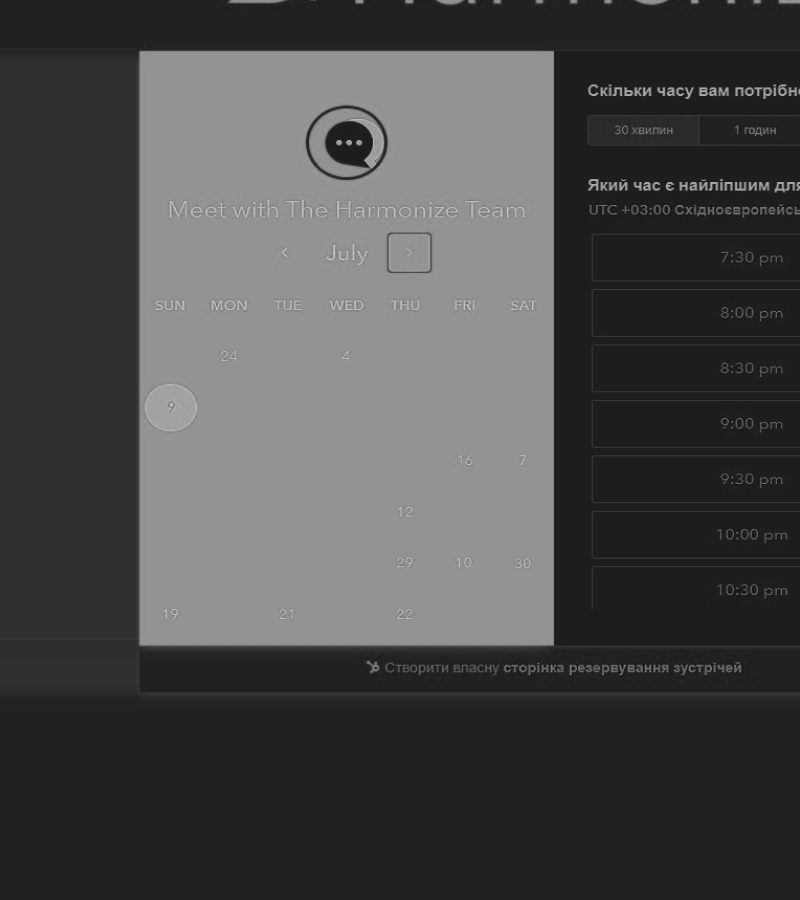 Meet with The Harmonize Team
July
SUN MON TUE WED THU FRI SAT
24 4
9
16 7
12
29 10 30
19 21 22
Скільки часу вам
30 хвилин 1 годин
Який час є найліпшим
UTC +03:00
7:30 pm
8:00 pm
8:30 pm
9:00 pm
9:30 pm
10:00 pm
10:30 pm
Створити власну сторінка резервування зустрічей